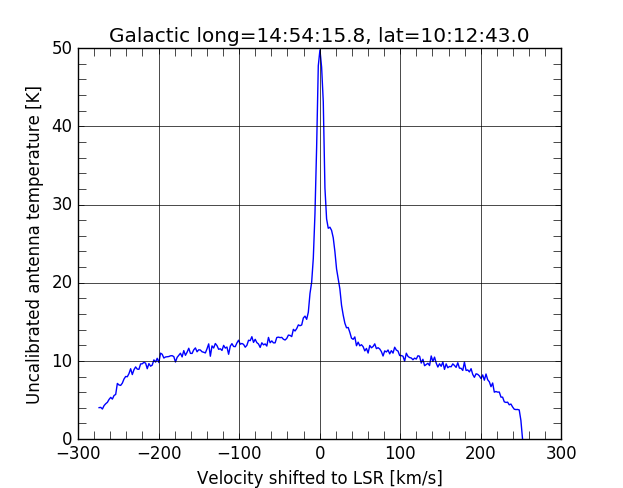 Galactic long=14:54:15.8, lat=10:12:43.0
Uncalibrated antenna temperature [K]
50
40
30
20
10
0
−300 −200 −100 0 100 200 300
Velocity shifted to LSR [km/s]